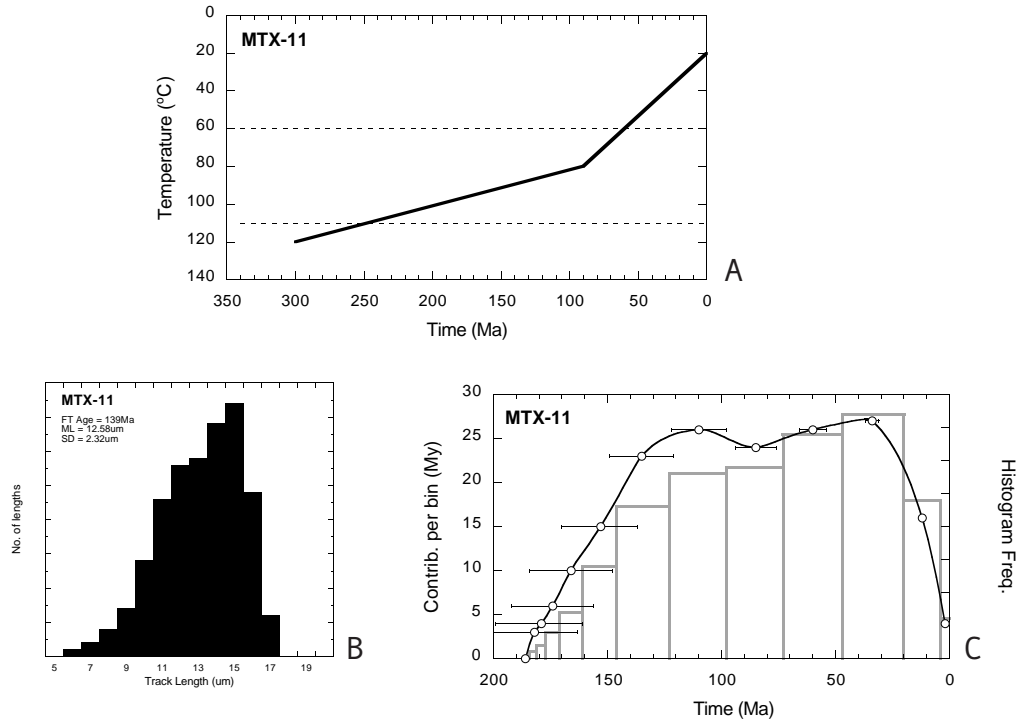 MTX-11
0
20
40
60
80
100
120
140
Temperature (°C)
350 300 250 200 150 100 50 0
Time (Ma)
A
MTX-11
FT Age = 139Ma
ML = 12.58um
SD = 2.32um
No. of lengths
5 7 9 11 13 15 17 19
Track Length (um)
B
MTX-11
30
25
20
15
10
5
0
Contrib. per bin (My)
200 150 100 50 0
Time (Ma)
Histogram Freq.
C